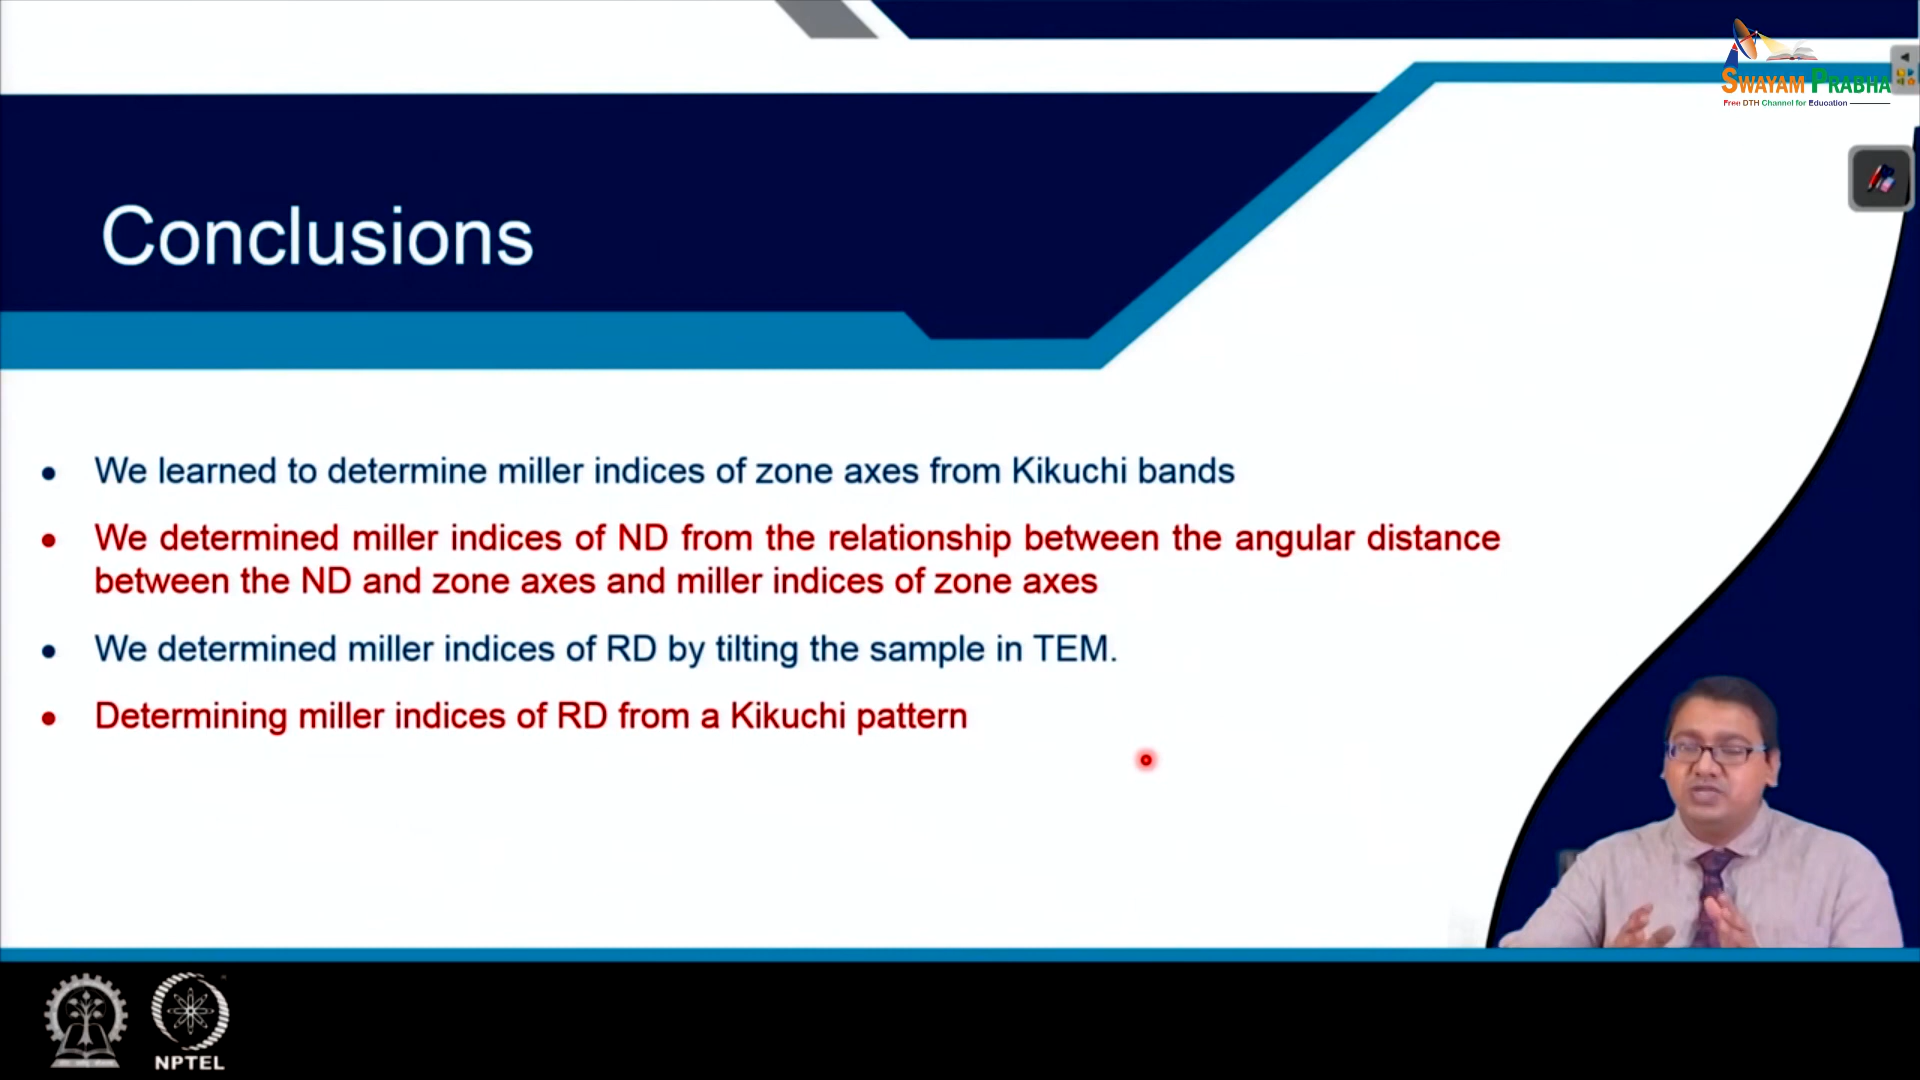 SWAYAM PRABHA
Free DTH Channel for Education
Conclusions
• We learned to determine miller indices of zone axes from Kikuchi bands
• We determined miller indices of ND from the relationship between the angular distance
between the ND and zone axes and miller indices of zone axes
• We determined miller indices of RD by tilting the sample in TEM.
• Determining miller indices of RD from a Kikuchi pattern
NPTEL